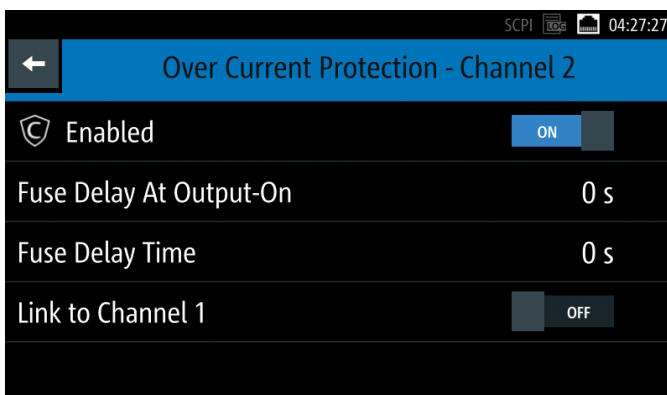 SCPI LOG 04:27:27
Over Current Protection - Channel 2
C Enabled ON
Fuse Delay At Output-On 0 s
Fuse Delay Time 0 s
Link to Channel 1 OFF